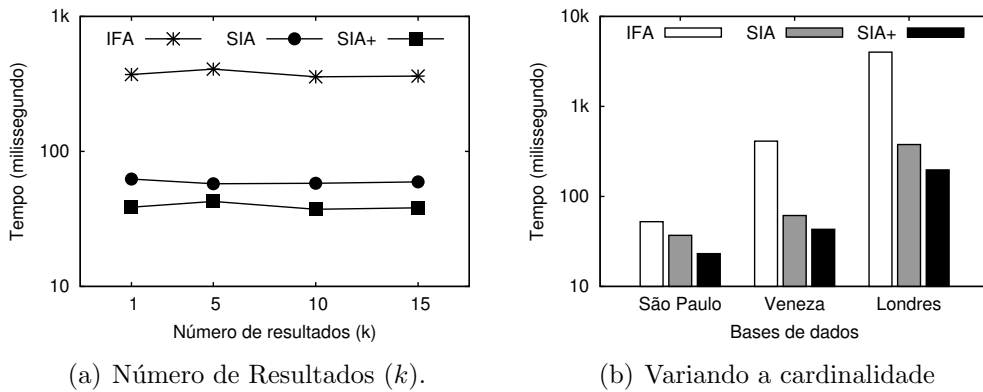 1k
100
10
Tempo (milissegundo)
IFA SIA SIA+
1 5 10 15
Número de resultados (k)
(a) Número de Resultados (k).
10k
1k
100
10
Tempo (milissegundo)
IFA SIA SIA+
São Paulo Veneza Londres
Bases de dados
(b) Variando a cardinalidade